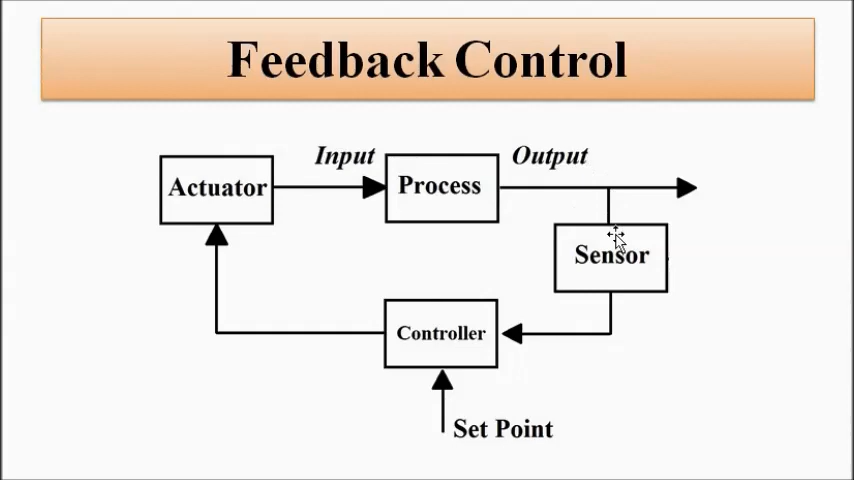 Feedback Control
Input
Output
Actuator
Process
Sensor
Controller
Set Point